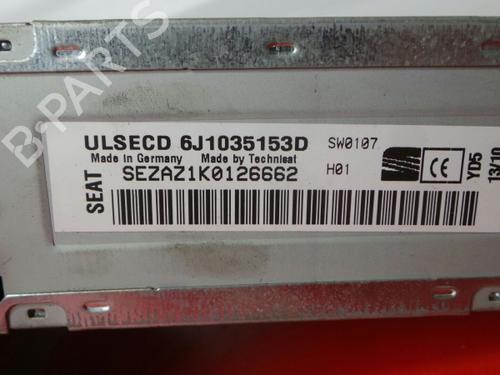 B-PARTS
ULSECD 6J1035153D SW0107
Made in Germany Made by Technisat
SEZAZ1K0126662 H01
SEAT
CE
YD5
13/10